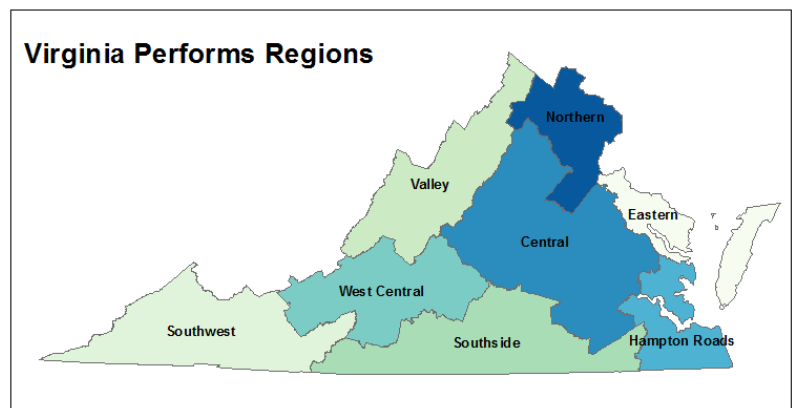 Virginia Performs Regions
Northern
Valley
Eastern
Central
West Central
Southwest
Southside
Hampton Roads